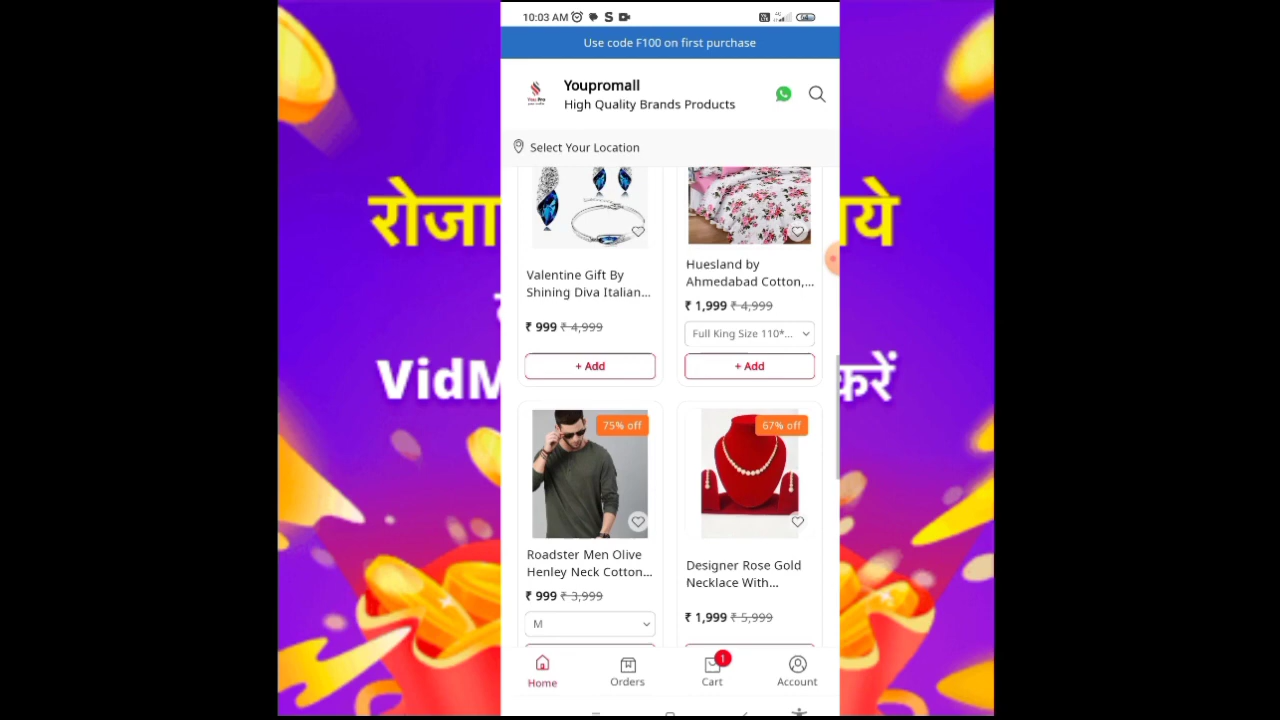 10:03 AM
Use code F100 on first purchase
Youpromall
High Quality Brands Products
Select Your Location
रोजा
ये
Valentine Gift By
Shining Diva Italian...
₹ 999 ₹ 4,999
+ Add
Huesland by
Ahmedabad Cotton,...
₹ 1,999 ₹ 4,999
Full King Size 110*...
+ Add
VidM
करें
75% off
Roadster Men Olive
Henley Neck Cotton...
₹ 999 ₹ 3,999
M
67% off
Designer Rose Gold
Necklace With...
₹ 1,999 ₹ 5,999
Home
Orders
1
Cart
Account